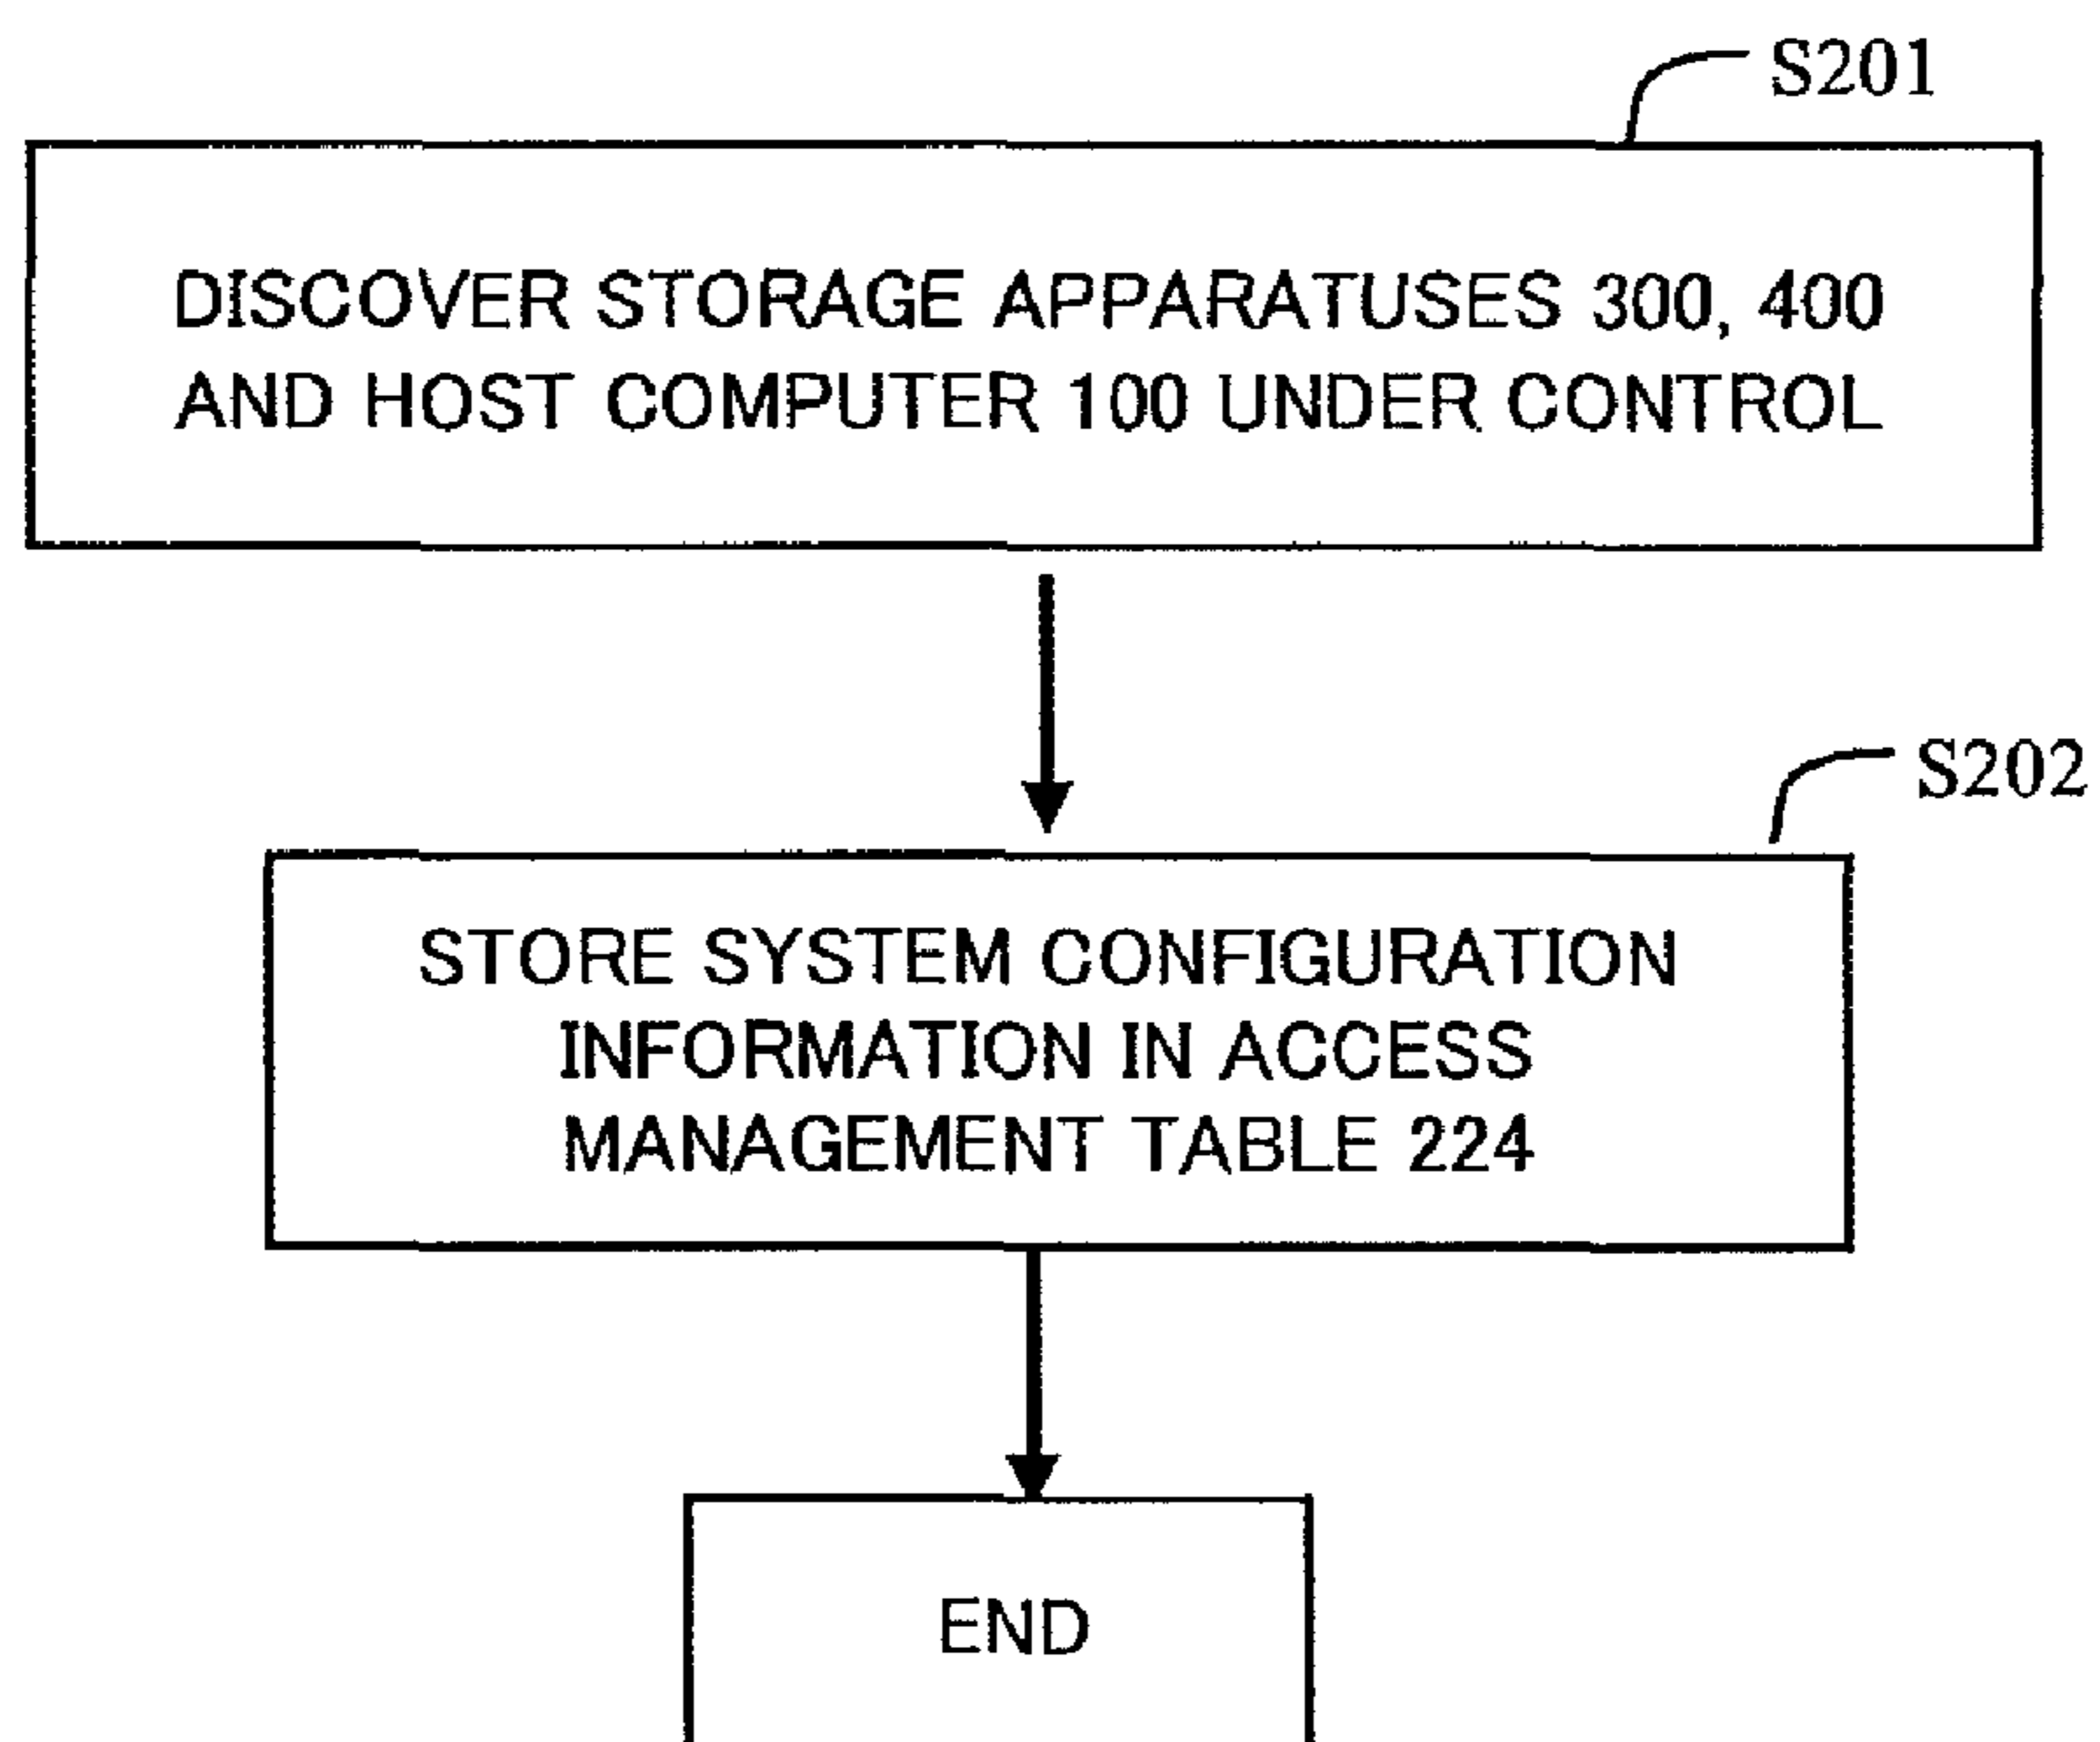 S201
DISCOVER STORAGE APPARATUSES 300, 400
AND HOST COMPUTER 100 UNDER CONTROL
S202
STORE SYSTEM CONFIGURATION
INFORMATION IN ACCESS
MANAGEMENT TABLE 224
END